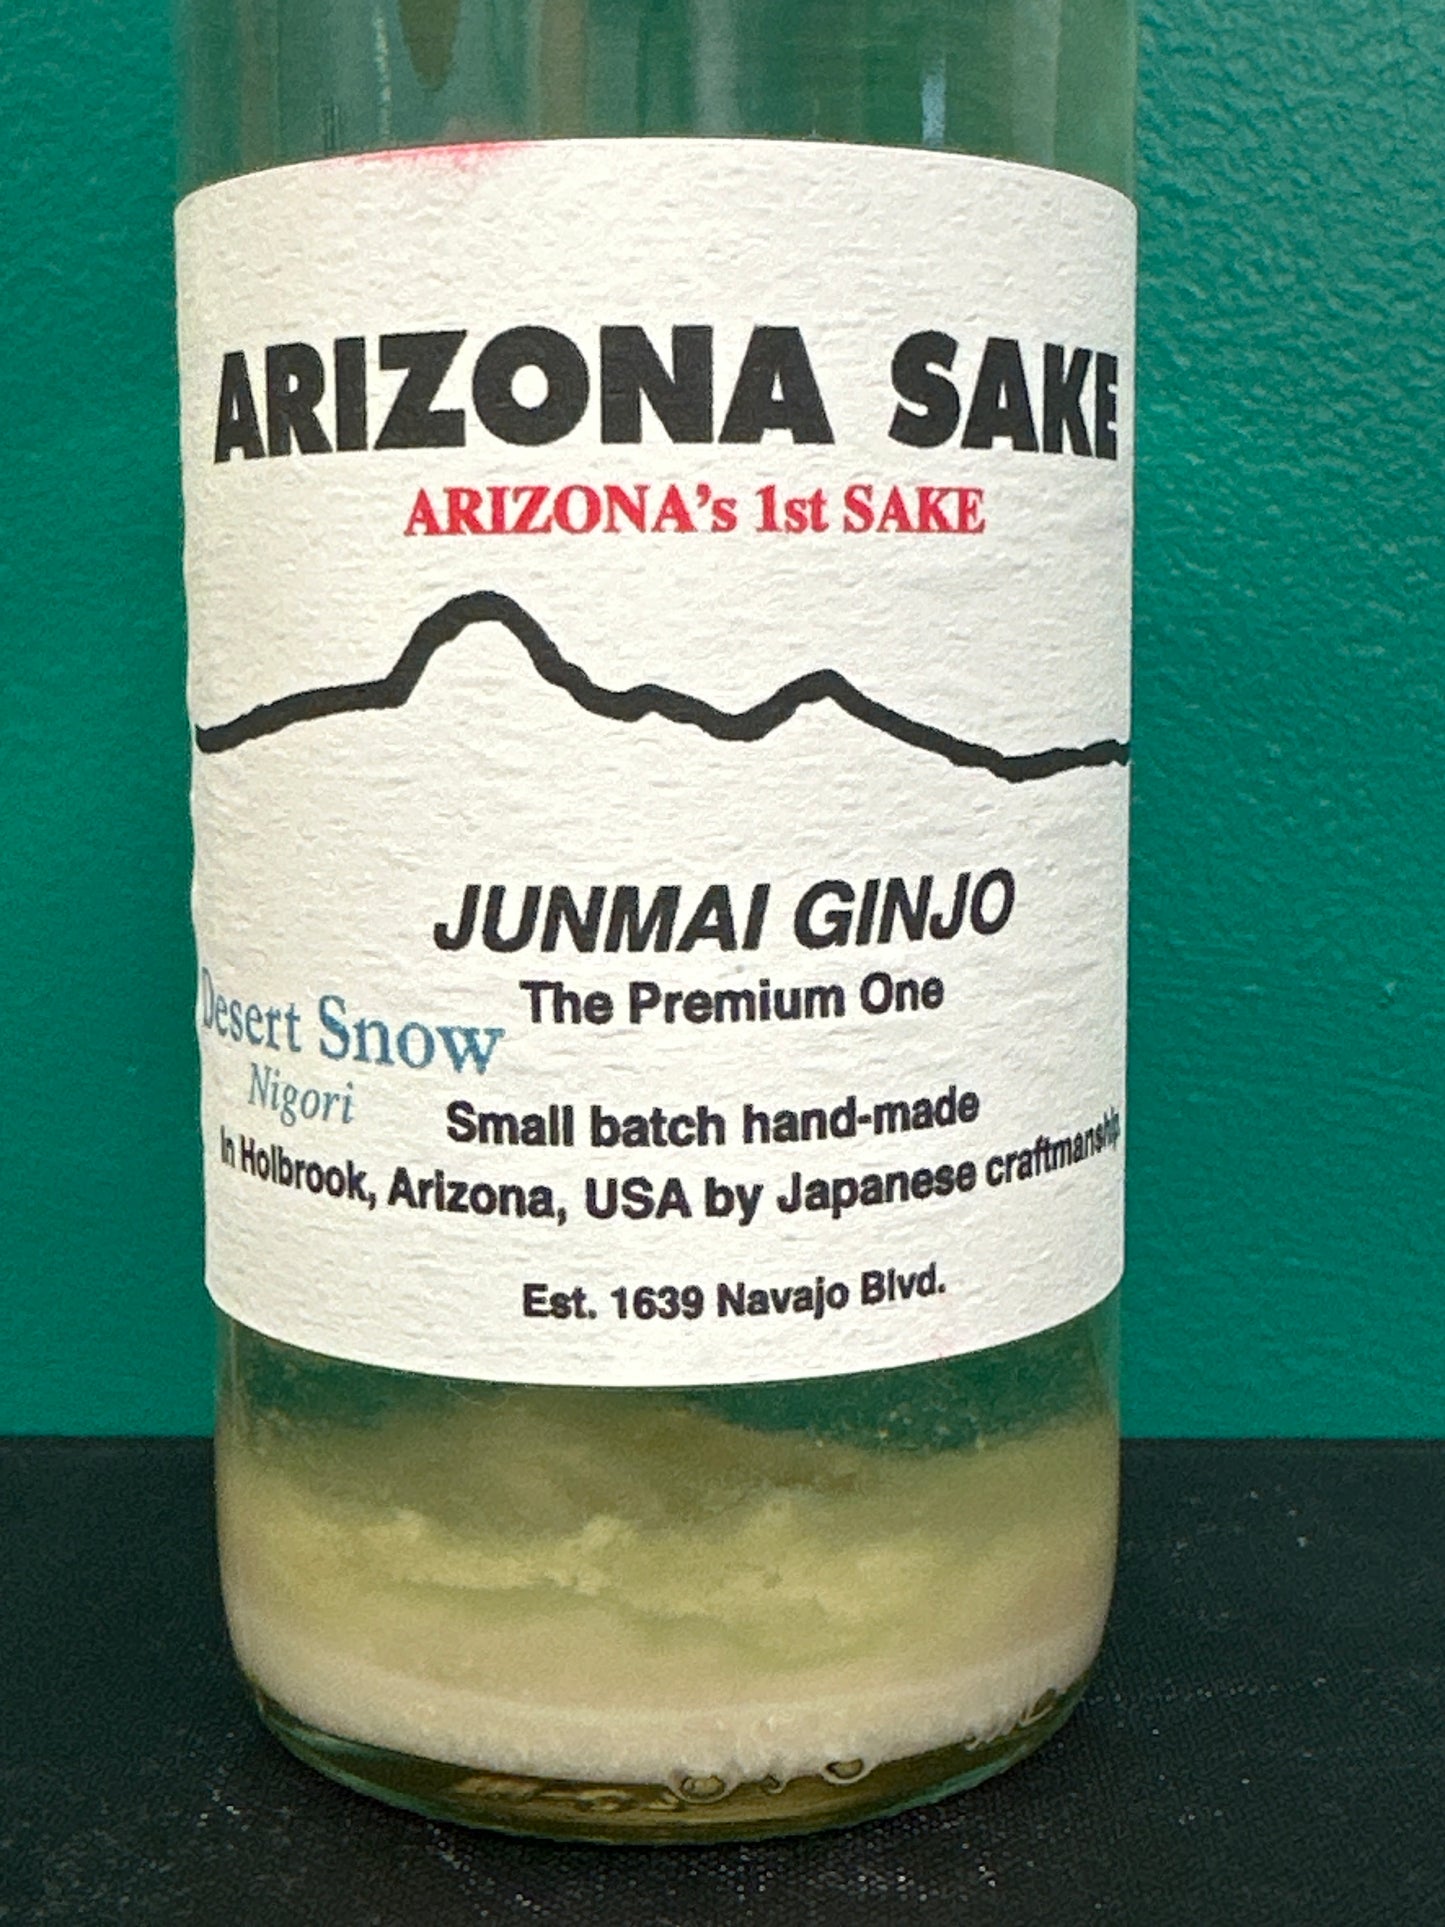 ARIZONA SAKE
ARIZONA's 1st SAKE
JUNMAI GINJO
The Premium One
Desert Snow
Nigori
Small batch hand-made
In Holbrook, Arizona, USA by Japanese craftmanship
Est. 1639 Navajo Blvd.